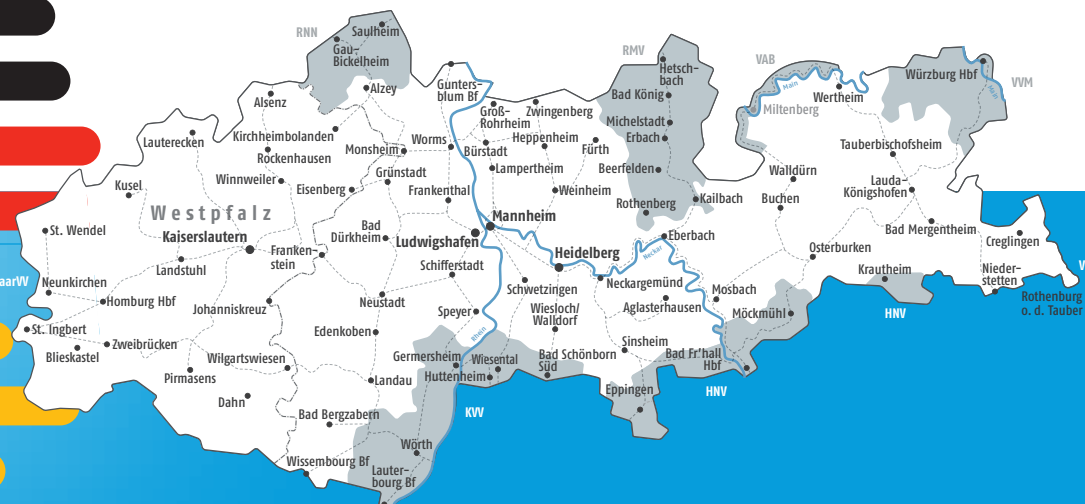 RNN
Saulheim
Gau-
Bickelheim
Alzey
Alsenz
RMV
Hetsch-
bach
Bad König
Michelstadt
Erbach
Beerfelden
Rothenberg
Kailbach
VAB
Main
Miltenberg
Wertheim
Würzburg Hbf
Main
VVM
Gunters-
blum Bf
Groß-
Rohrheim
Zwingenberg
Heppenheim
Fürth
Bürstadt
Lampertheim
Weinheim
Worms
Monsheim
Lauterecken
Kirchheimbolanden
Rockenhausen
Winnweiler
Eisenberg
Grünstadt
Frankenthal
Kusel
Westpfalz
Kaiserslautern
Landstuhl
Franken-
stein
Bad
Dürkheim
Mannheim
Ludwigshafen
Schifferstadt
Heidelberg
Neckar
Eberbach
Neckargemünd
Schwetzingen
Aglasterhausen
Mosbach
Walldürn
Buchen
Osterburken
Tauberbischofsheim
Lauda-
Königshofen
Bad Mergentheim
Creglingen
Nieder-
stetten
Rothenburg
o. d. Tauber
V
Krautheim
HNV
Möckmühl
St. Wendel
aarVV
Neunkirchen
Homburg Hbf
St. Ingbert
Blieskastel
Zweibrücken
Johanniskreuz
Neustadt
Speyer
Wiesloch/
Walldorf
Edenkoben
Rhein
Sinsheim
Pirmasens
Wilgartswiesen
Dahn
Landau
Germersheim
Wiesental
Huttenheim
Bad Schönborn
Süd
Bad Fr'hall
Hbf
Eppingen
HNV
KVV
Bad Bergzabern
Wörth
Wissembourg Bf
Lauter-
bourg Bf